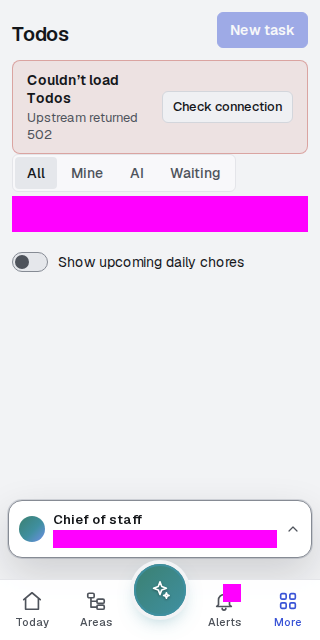 Todos
New task
Couldn’t load
Todos
Upstream returned
502
Check connection
All
Mine
AI
Waiting
Show upcoming daily chores
Chief of staff
Today
Areas
Alerts
More